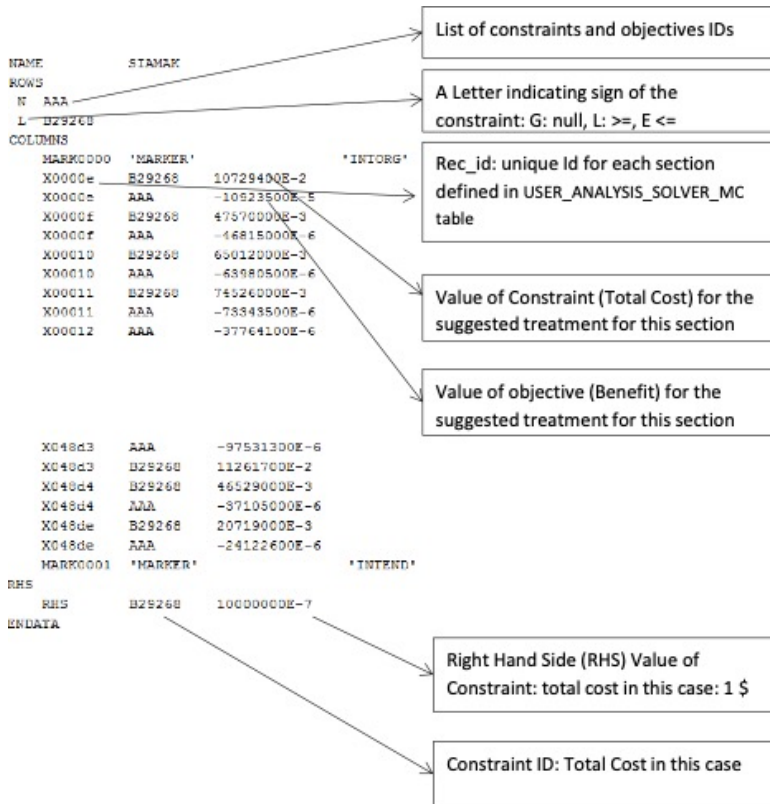 List of constraints and objectives IDs
NAME SIAMAK
ROWS
N AAA
L B29268
A Letter indicating sign of the
constraint: G: null, L: >=, E <=
COLUMNS
MARK0000 'MARKER' 'INTORG'
X0000e B29268 10729400E-2
X0000e AAA -10923500E-5
X0000f B29268 47570000E-3
X0000f AAA -46815000E-6
X00010 B29268 65012000E-3
X00010 AAA -63980500E-6
X00011 B29268 74526000E-3
X00011 AAA -73343500E-6
X00012 AAA -37764100E-6
Rec_id: unique Id for each section
defined in USER_ANALYSIS_SOLVER_MC
table
Value of Constraint (Total Cost) for the
suggested treatment for this section
Value of objective (Benefit) for the
suggested treatment for this section
X048d3 AAA -97531300E-6
X048d3 B29268 11261700E-2
X048d4 B29268 46529000E-3
X048d4 AAA -37105000E-6
X048de B29268 20719000E-3
X048de AAA -24122600E-6
MARK0001 'MARKER' 'INTEND'
RHS
RHS B29268 10000000E-7
ENDATA
Right Hand Side (RHS) Value of
Constraint: total cost in this case: 1 $
Constraint ID: Total Cost in this case